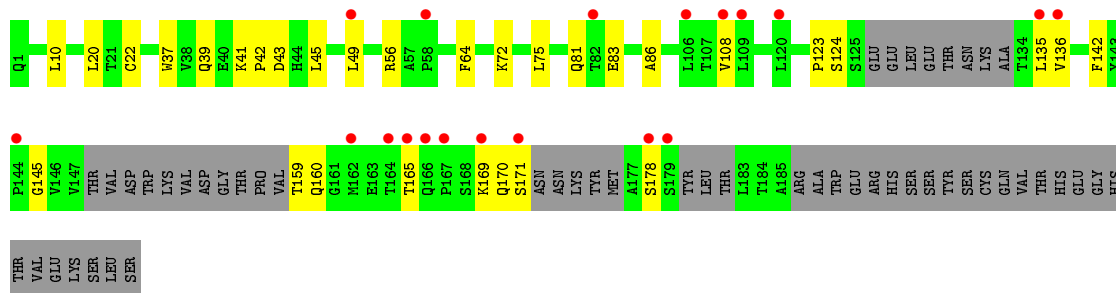 Q1 L10 L20 T21 C22 W37 V38 Q39 E40 K41 P42 D43 H44 L45 L49 R56 A57 P58 F64 K72 L75 Q81 T82 E83 A86 L106 T107 V108 L109 L120 P123 S124 S125 GLU GLU LEU GLU THR ASN LYS ALA T134 L135 V136 F142 Y143
P144 G145 V146 V147 THR VAL ASP TRP LYS VAL ASP GLY THR PRO VAL T159 Q160 G161 M162 E163 T164 T165 Q166 P167 S168 K169 Q170 S171 ASN ASN LYS TYR MET A177 S178 S179 TYR LEU THR L183 T184 A185 ARG ALA TRP GLU ARG HIS SER SER TYR SER CYS GLN VAL THR HIS GLU GLY HIS
THR VAL GLU LYS SER LEU SER